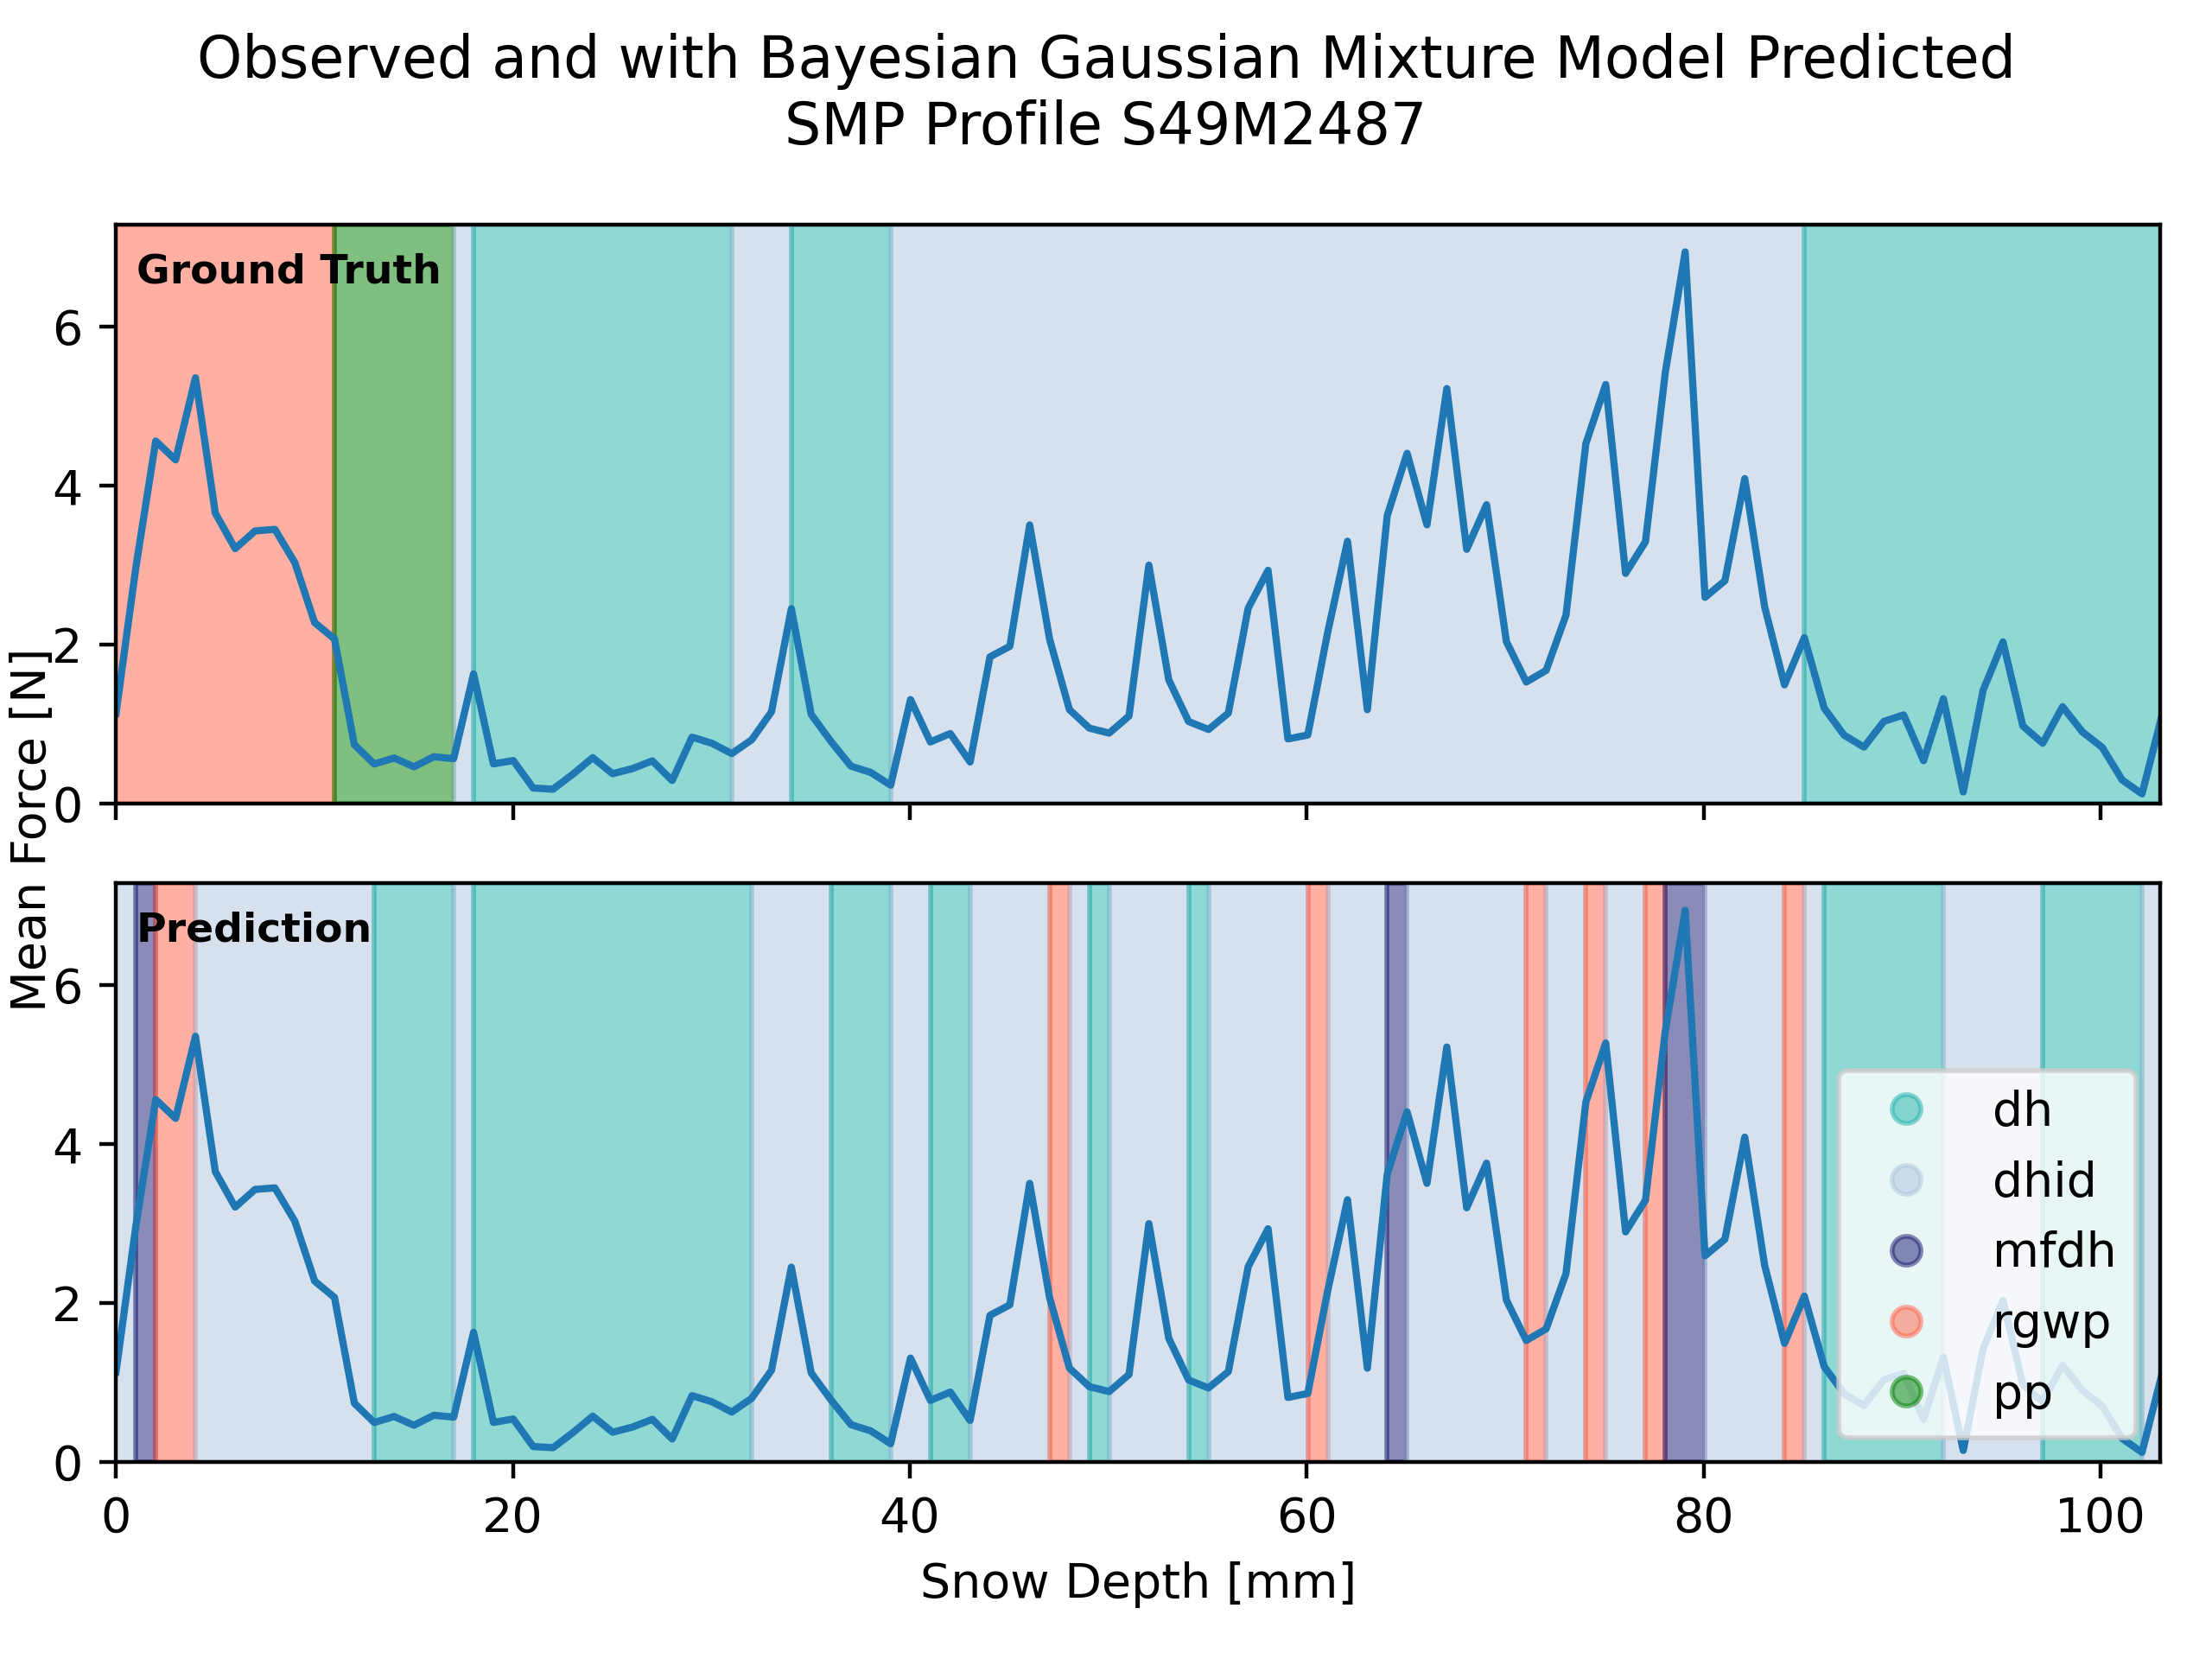 Observed and with Bayesian Gaussian Mixture Model Predicted
SMP Profile S49M2487
Ground Truth
6
4
2
0
Mean Force [N]
Prediction
6
4
2
0
dh
dhid
mfdh
rgwp
pp
0 20 40 60 80 100
Snow Depth [mm]